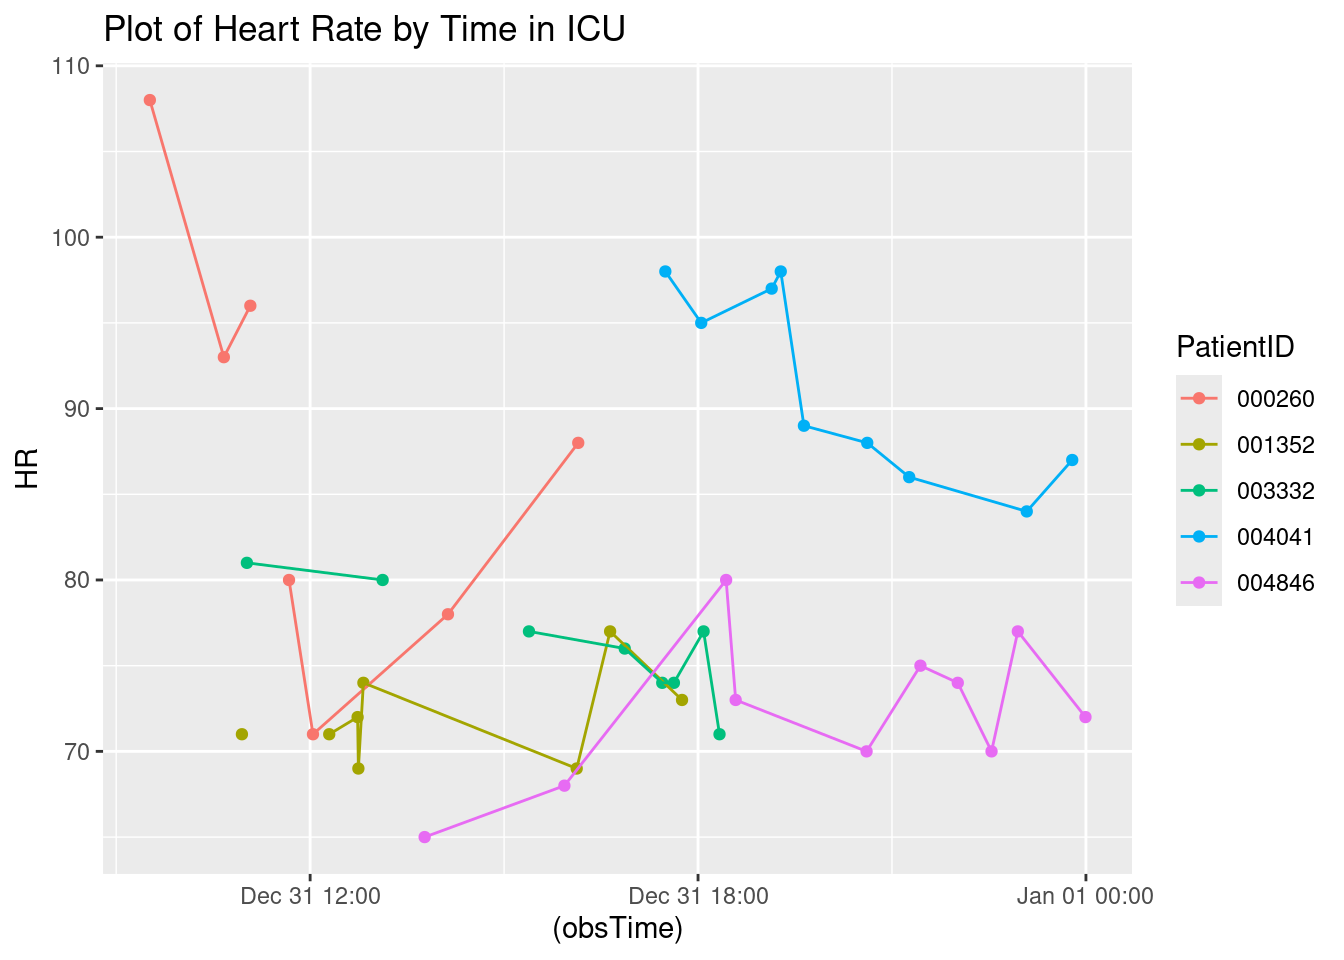 Plot of Heart Rate by Time in ICU
110
100
90
80
70
HR
Dec 31 12:00
Dec 31 18:00
Jan 01 00:00
(obsTime)
PatientID
000260
001352
003332
004041
004846